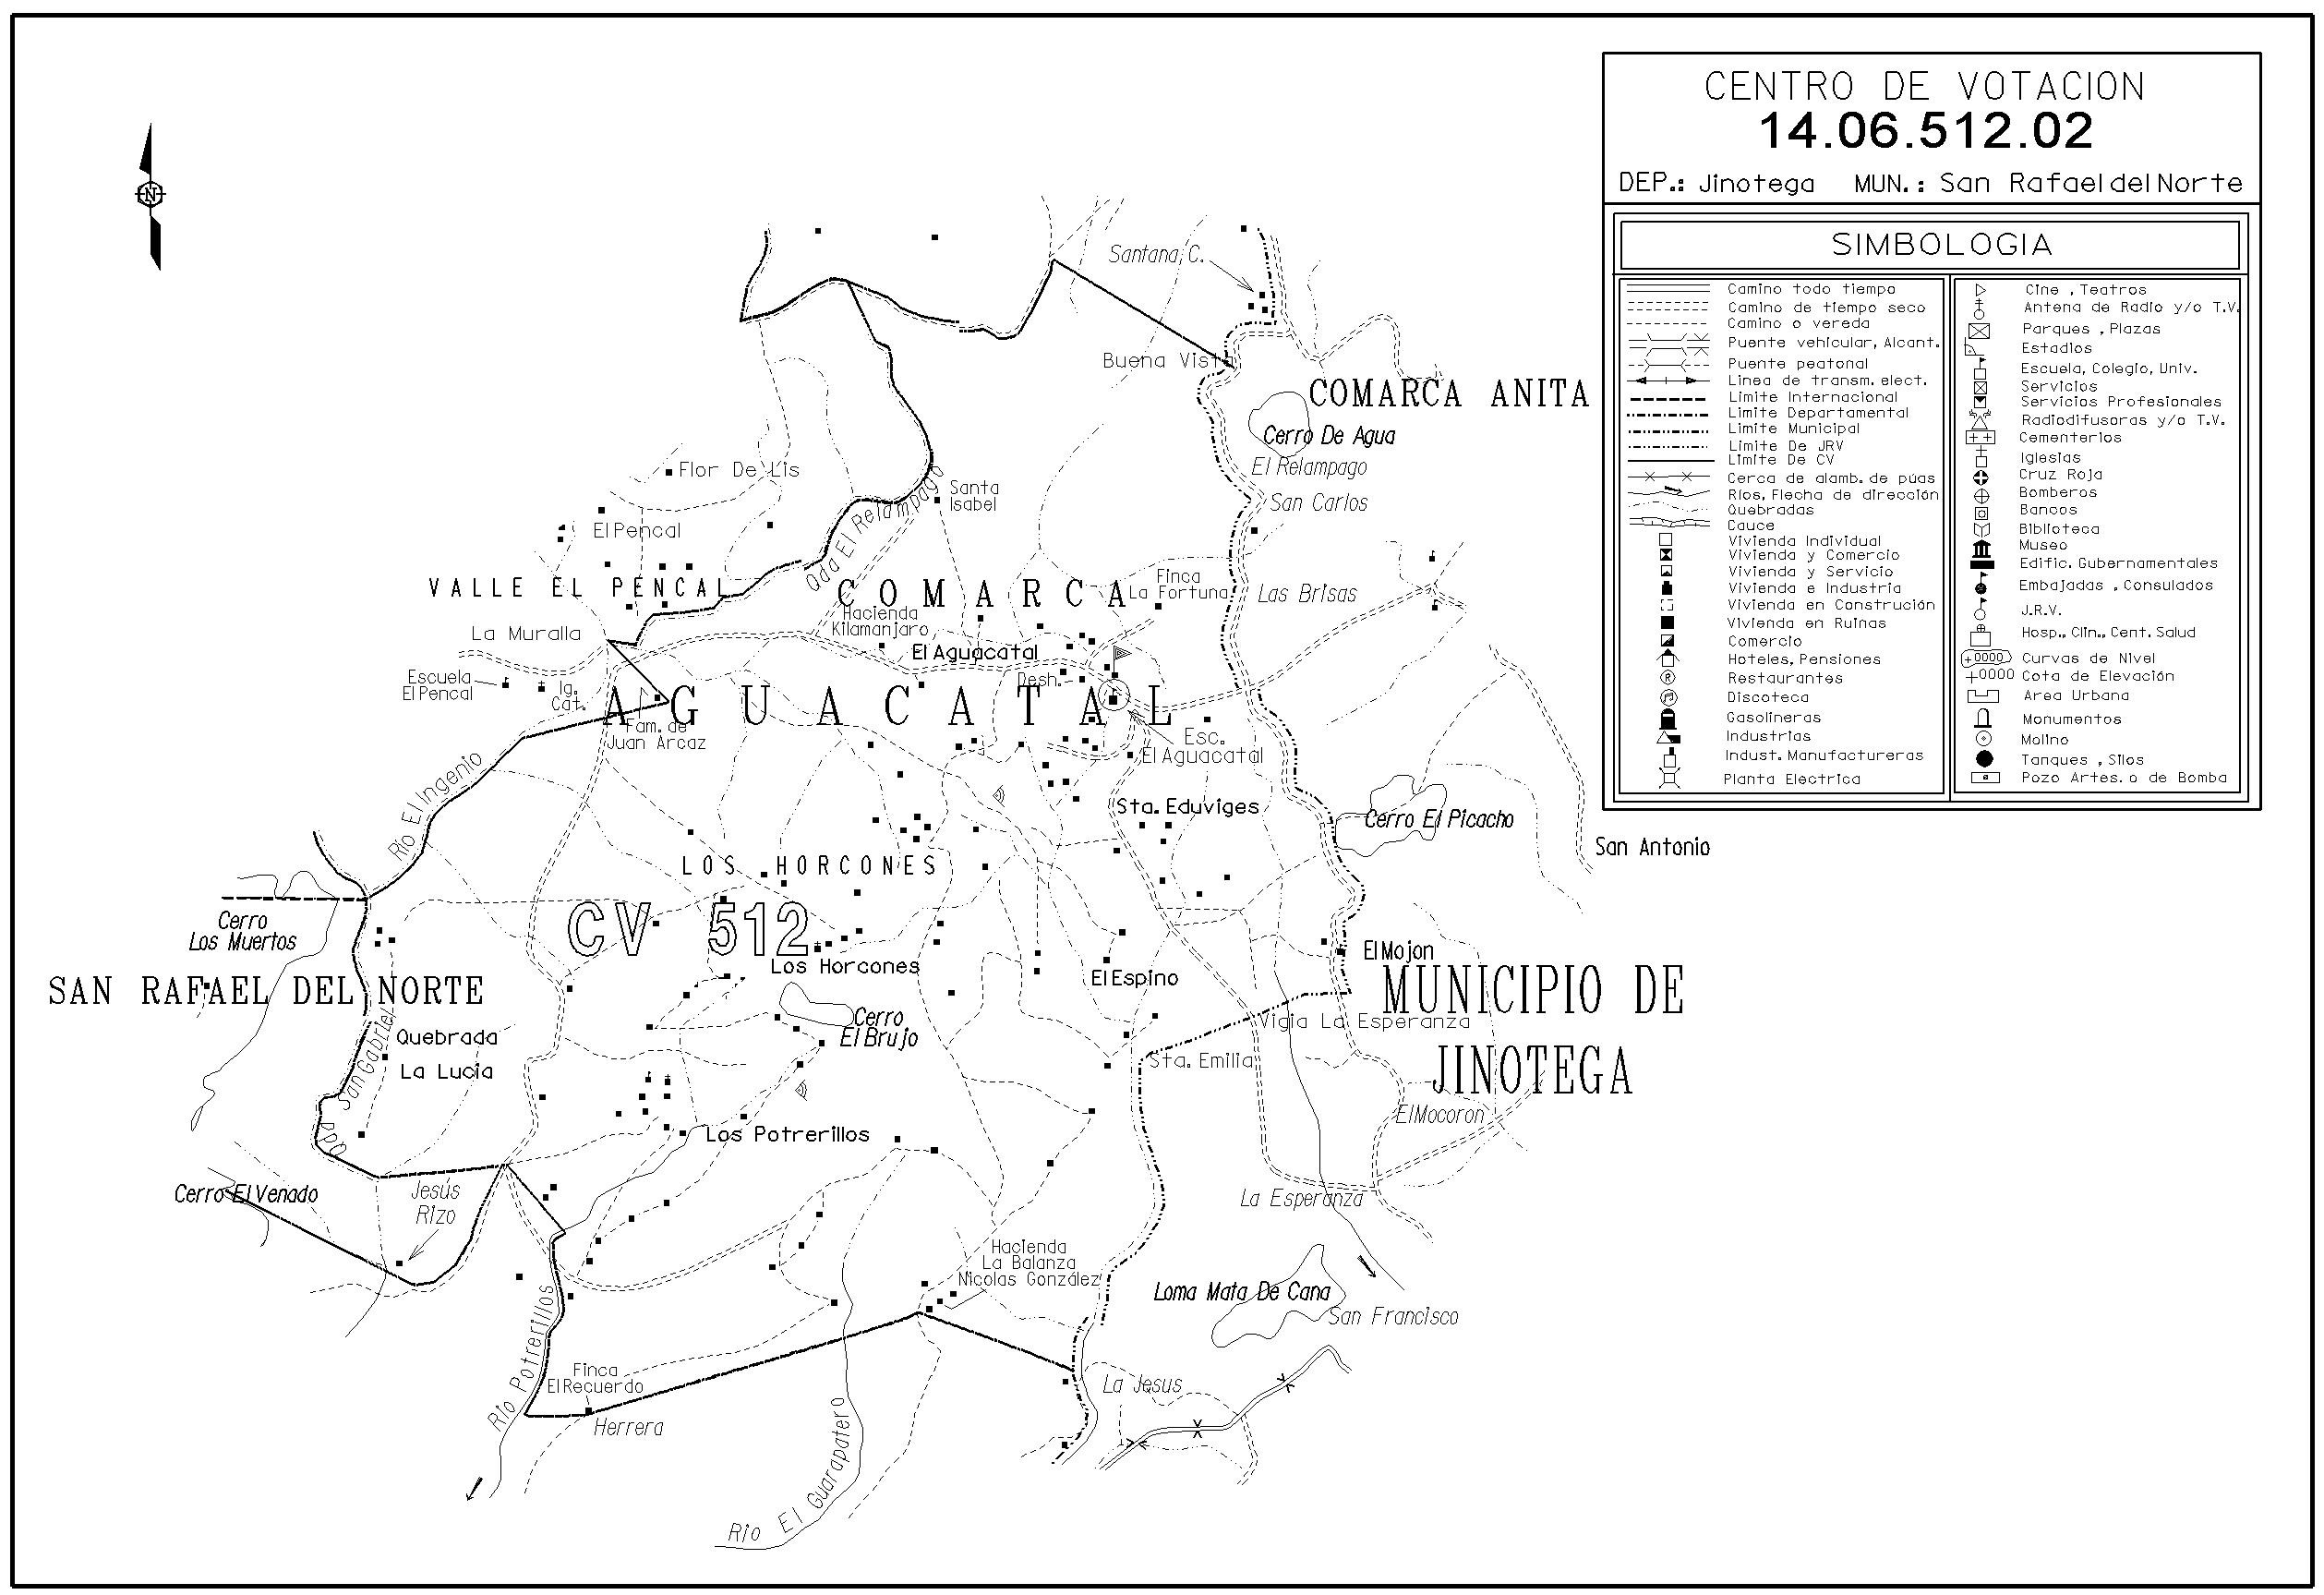 CENTRO DE VOTACION
14.06.512.02
DEP.: Jinotega MUN.: San Rafael del Norte
SIMBOLOGIA
Camino todo tiempo
Camino de tiempo seco
Camino o vereda
Puente vehicular, Alcant.
Puente peatonal
Linea de transm. elect.
Limite Internacional
Limite Departamental
Limite Municipal
Limite De JRV
Limite De CV
Cerca de alamb. de púas
Ríos, Flecha de dirección
Quebradas
Cauce
Vivienda Individual
Vivienda y Comercio
Vivienda y Servicio
Vivienda e Industria
Vivienda en Construción
Vivienda en Ruinas
Comercio
Hoteles, Pensiones
Restaurantes
Discoteca
Gasolineras
Industrias
Indust. Manufactureras
Planta Electrica
Cine , Teatros
Antena de Radio y/o T.V.
Parques , Plazas
Estadios
Escuela, Colegio, Univ.
Servicios
Servicios Profesionales
Radiodifusoras y/o T.V.
Cementerios
Iglesias
Cruz Roja
Bomberos
Bancos
Biblioteca
Museo
Edific. Gubernamentales
Embajadas , Consulados
J.R.V.
Hosp., Clin., Cent. Salud
+0000 Curvas de Nivel
+0000 Cota de Elevación
Area Urbana
Monumentos
Molino
Tanques , Silos
Pozo Artes. o de Bomba
N
Santana, C.
Buena Vista
COMARCA ANITA
Cerro De Agua
El Relampago
San Carlos
Flor De Lis
Santa
Isabel
El Pencal
Qda El Relampago
VALLE EL PENCAL
COMARCA
Finca
La Fortuna
Las Brisas
Hacienda
Kilamanjaro
La Muralla
El Aguacatal
Escuela
El Pencal
Ig.
Cat.
Desh.
AGUACATAL
Fam. de
Juan Arcaz
Esc.
El Aguacatal
Río El Ingenio
Sta. Eduviges
Cerro El Picacho
San Antonio
LOS HORCONES
CV 512
Cerro
Los Muertos
Los Horcones
El Mojon
El Espino
SAN RAFAEL DEL NORTE
MUNICIPIO DE
JINOTEGA
Cerro
El Brujo
Vigia La Esperanza
Quebrada
La Lucia
Qda San Gabriel
Sta. Emilia
El Mocoron
Los Potrerillos
Cerro El Venado
Jesús
Rizo
La Esperanza
Hacienda
La Balanza
Nicolas González
Loma Mata De Cana
San Francisco
Río Potrerillos
Finca
El Recuerdo
La Jesus
Herrera
Rio El Guarapatero